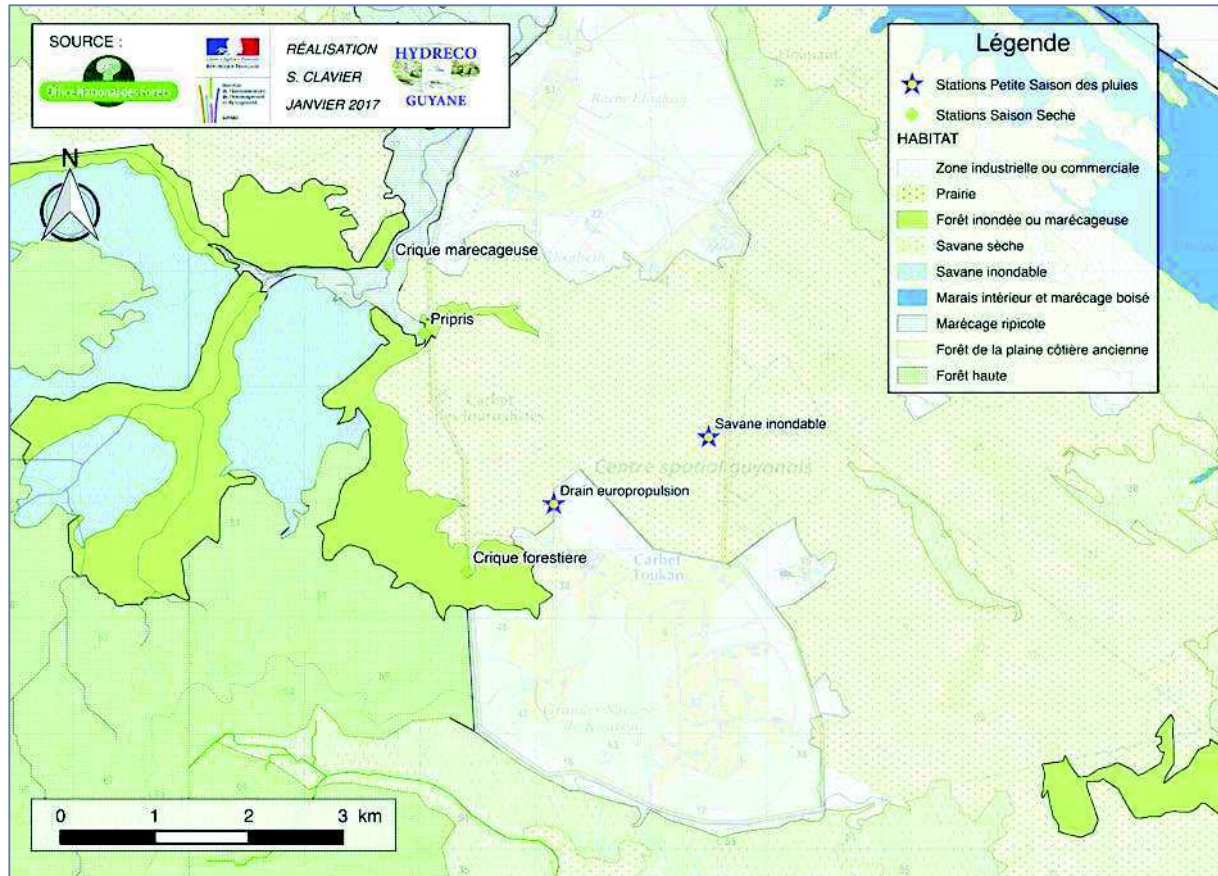 SOURCE :
Office National des Forêts
RÉPUBLIQUE FRANÇAISE
RÉALISATION
S. CLAVIER
JANVIER 2017
HYDRECO
GUYANE
N
Légende
Stations Petite Saison des pluies
Stations Saison Seche
HABITAT
Zone industrielle ou commerciale
Prairie
Forêt inondée ou marécageuse
Savane sèche
Savane inondable
Marais intérieur et marécage boisé
Marécage ripicole
Forêt de la plaine côtière ancienne
Forêt haute
Crique marecageuse
Pripris
Carbet
Savane inondable
Centre spatial guyanais
Drain europropulsion
Crique forestiere
Carbet
Toukan
0 1 2 3 km